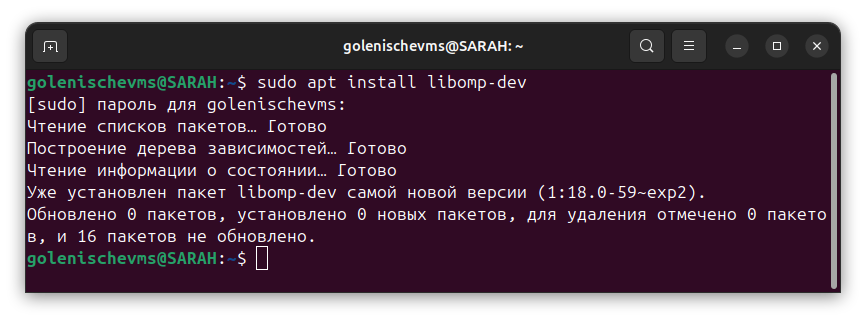 golenischevms@SARAH: ~
golenischevms@SARAH:~$ sudo apt install libomp-dev
[sudo] пароль для golenischevms:
Чтение списков пакетов… Готово
Построение дерева зависимостей… Готово
Чтение информации о состоянии… Готово
Уже установлен пакет libomp-dev самой новой версии (1:18.0-59~exp2).
Обновлено 0 пакетов, установлено 0 новых пакетов, для удаления отмечено 0 пакето
в, и 16 пакетов не обновлено.
golenischevms@SARAH:~$